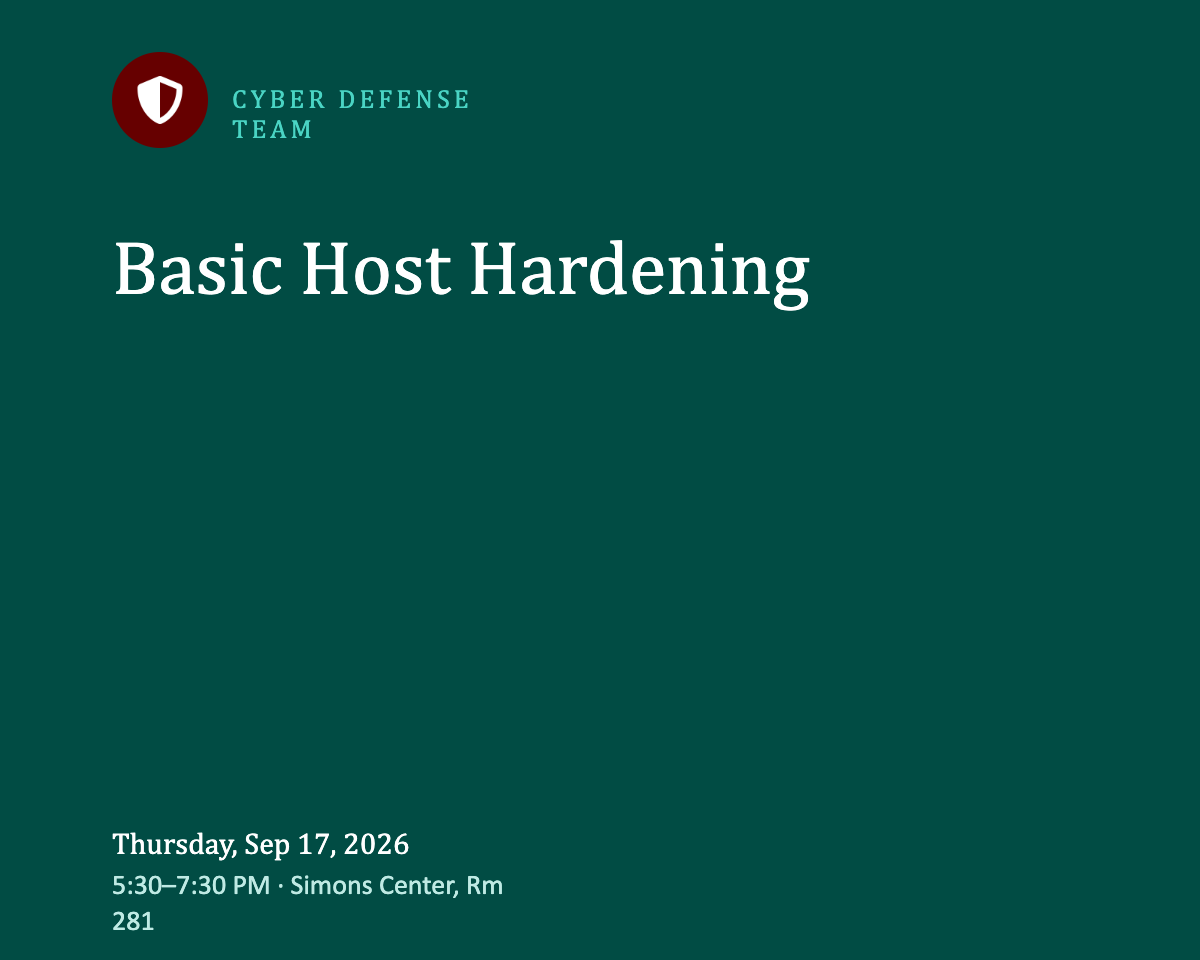 CYBER DEFENSE
TEAM
Basic Host Hardening
Thursday, Sep 17, 2026
5:30–7:30 PM · Simons Center, Rm
281